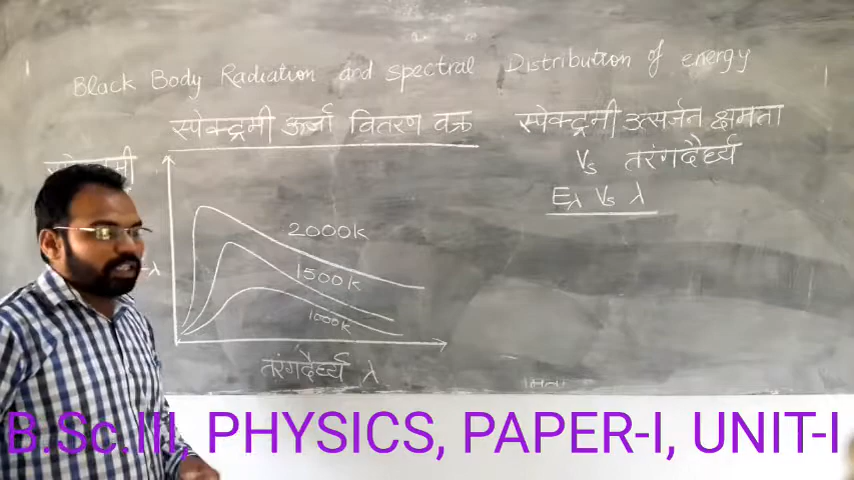 Black Body Radiation and spectral Distribution of energy
स्पेक्ट्रमी ऊर्जा वितरण वक्र
स्पेक्ट्रमी उत्सर्जन क्षमता
Vs तरंगदैर्ध्य
Eλ Vs λ
स्पेक्ट्रमी
2000K
1500K
1000K
तरंगदैर्ध्य λ
B.Sc.III, PHYSICS, PAPER-I, UNIT-I